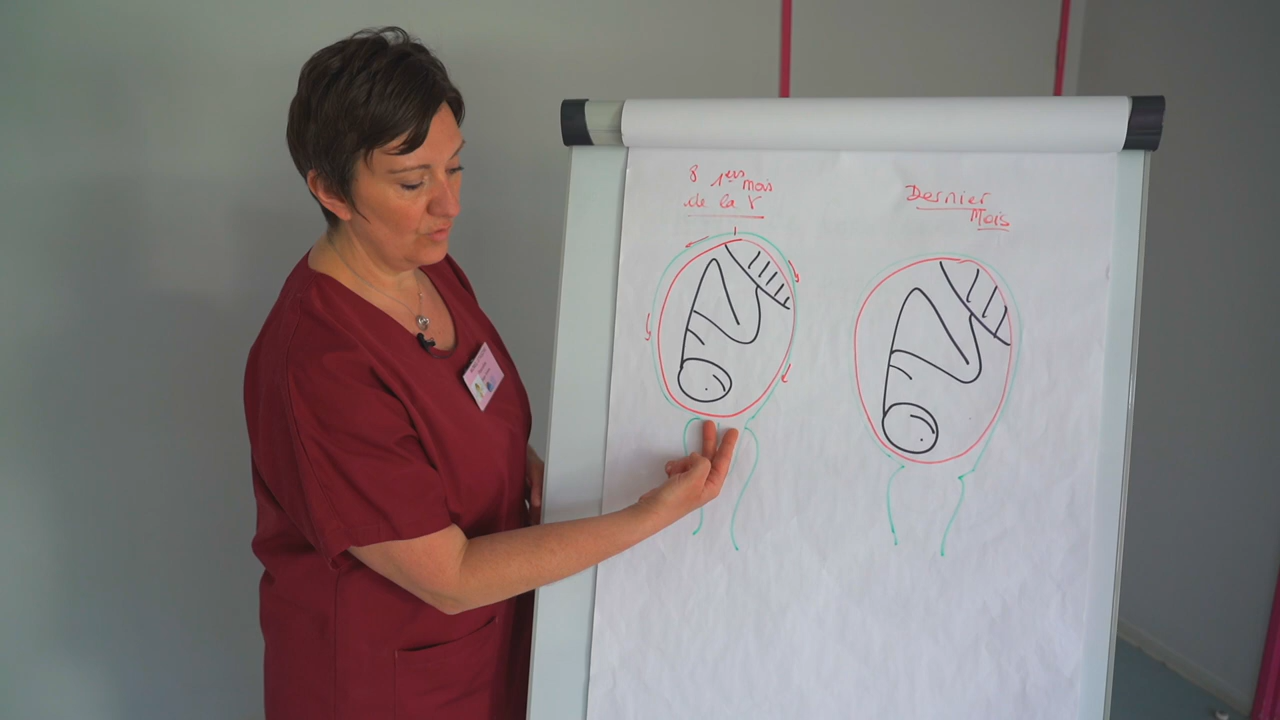 8 1ers mois
de la γ
Dernier
Mois